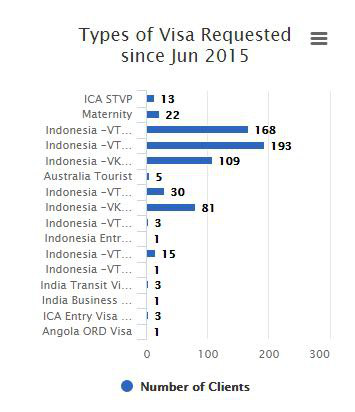 Types of Visa Requested
since Jun 2015
ICA STVP 13
Maternity 22
Indonesia -VT... 168
Indonesia -VT... 193
Indonesia -VK... 109
Australia Tourist 5
Indonesia -VT... 30
Indonesia -VK... 81
Indonesia -VT... 3
Indonesia Entr... 1
Indonesia -VT... 15
Indonesia -VT... 1
India Transit Vi... 3
India Business ... 1
ICA Entry Visa ... 3
Angola ORD Visa 1
0 100 200 300
Number of Clients